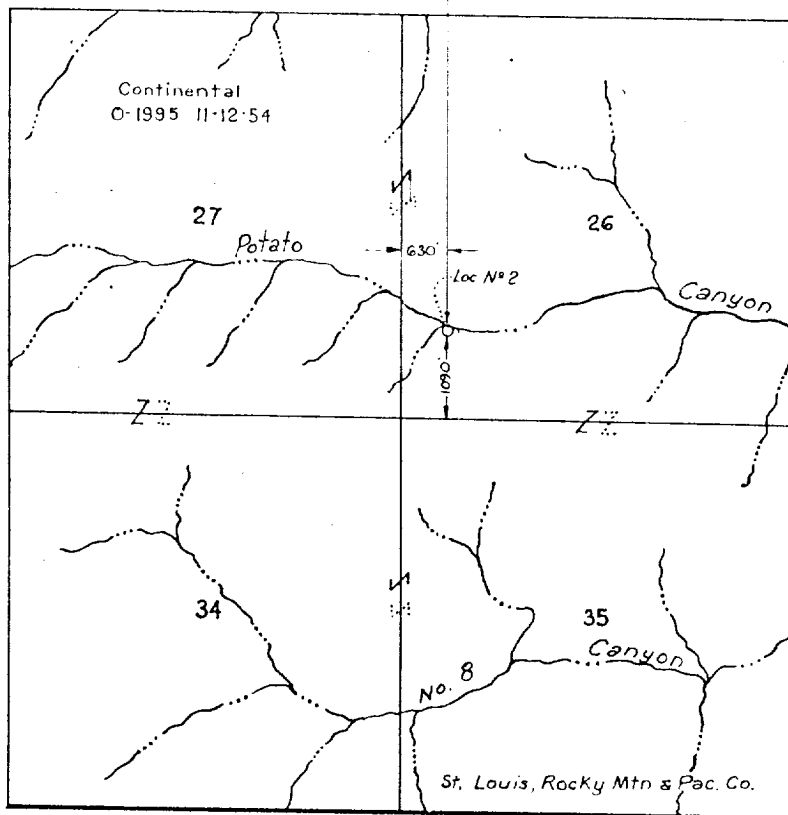 Continental
O-1995 11-12-54
27
Potato
630'
26
Loc Nº 2
Canyon
1090'
34
35
Canyon
No. 8
St. Louis, Rocky Mtn & Pac. Co.